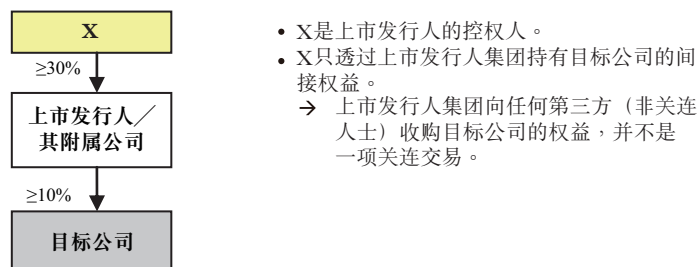 X
≥30%
上市发行人／
其附属公司
≥10%
目标公司
• X是上市发行人的控权人。
• X只透过上市发行人集团持有目标公司的间
接权益。
→ 上市发行人集团向任何第三方（非关连
人士）收购目标公司的权益，并不是
一项关连交易。